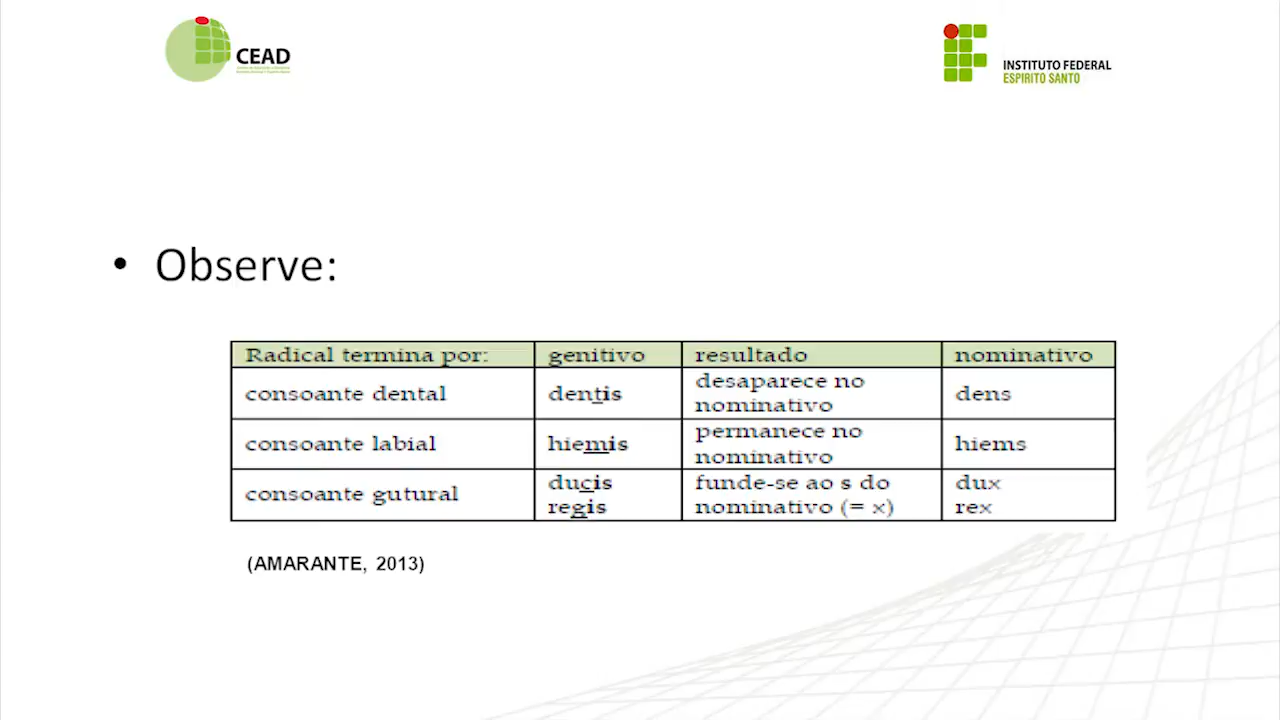 CEAD
INSTITUTO FEDERAL
ESPÍRITO SANTO
• Observe:
Radical termina por: genitivo resultado nominativo
consoante dental dentis desaparece no nominativo dens
consoante labial hiemis permanece no nominativo hiems
consoante gutural ducis regis funde-se ao s do nominativo (= x) dux rex
(AMARANTE, 2013)